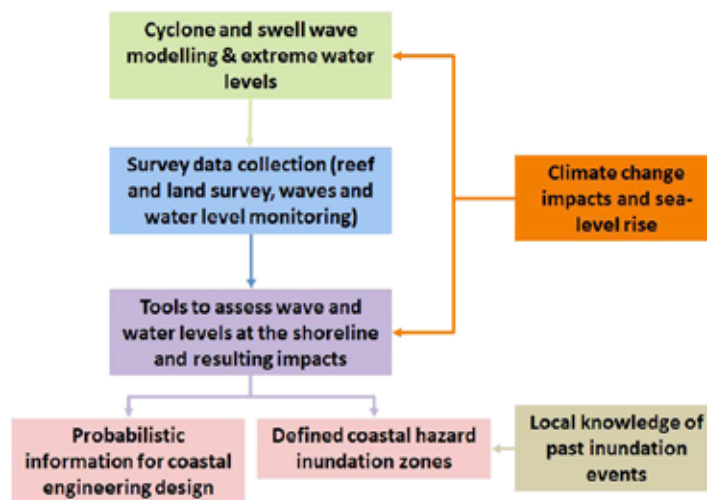 Cyclone and swell wave
modelling & extreme water
levels
Survey data collection (reef
and land survey, waves and
water level monitoring)
Climate change
impacts and sea-
level rise
Tools to assess wave and
water levels at the shoreline
and resulting impacts
Probabilistic
information for coastal
engineering design
Defined coastal hazard
inundation zones
Local knowledge of
past inundation
events